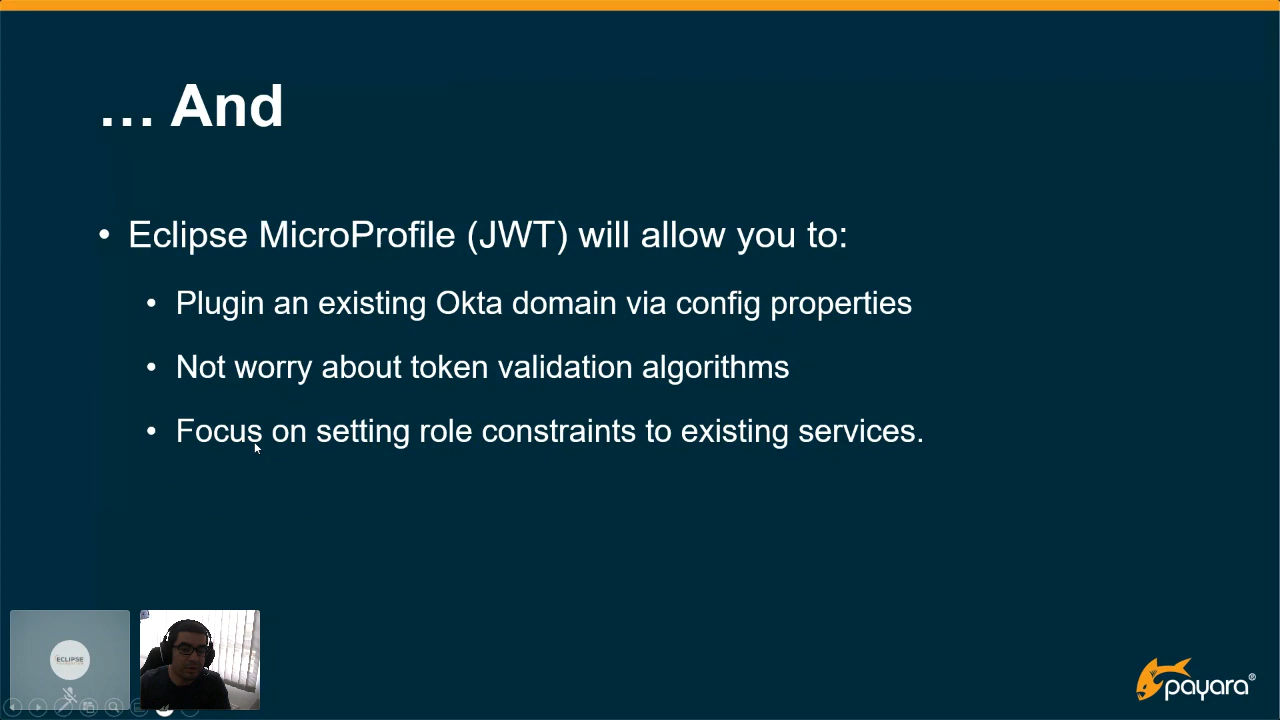 ... And
• Eclipse MicroProfile (JWT) will allow you to:
• Plugin an existing Okta domain via config properties
• Not worry about token validation algorithms
• Focus on setting role constraints to existing services.
ECLIPSE
payara®